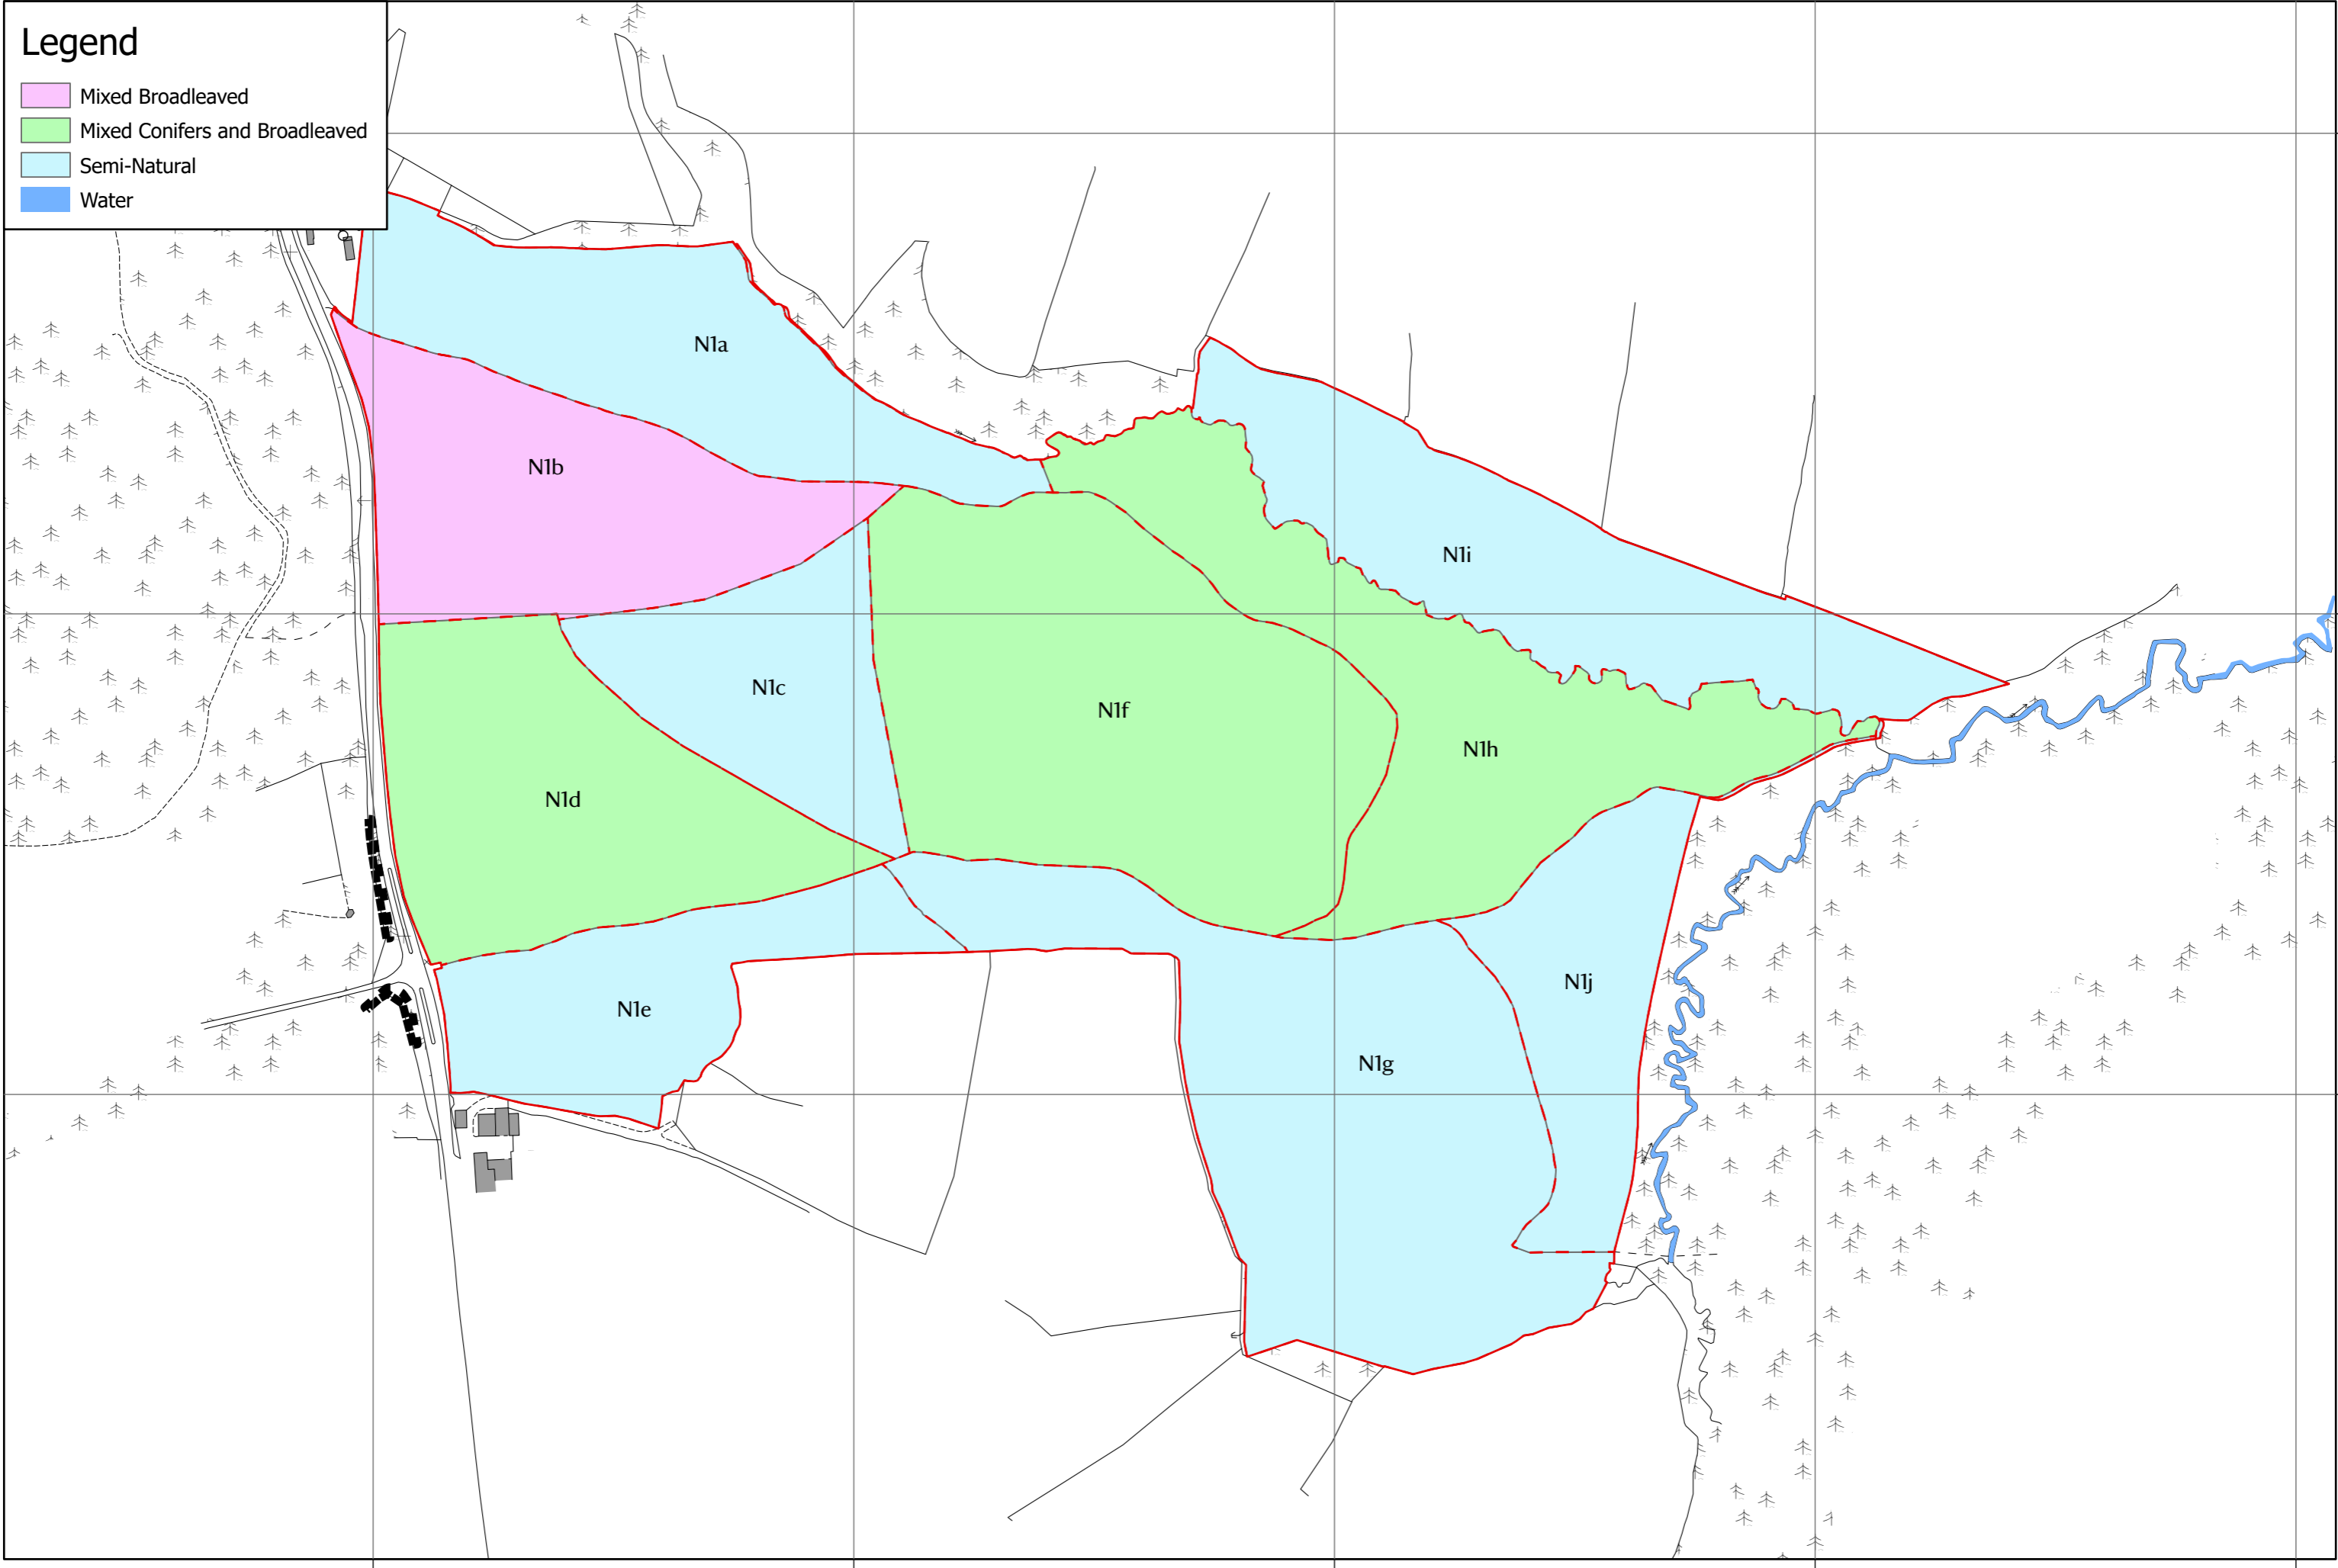 Legend
Mixed Broadleaved
Mixed Conifers and Broadleaved
Semi-Natural
Water
N1a
N1b
N1i
N1c
N1f
N1h
N1d
N1j
N1e
N1g